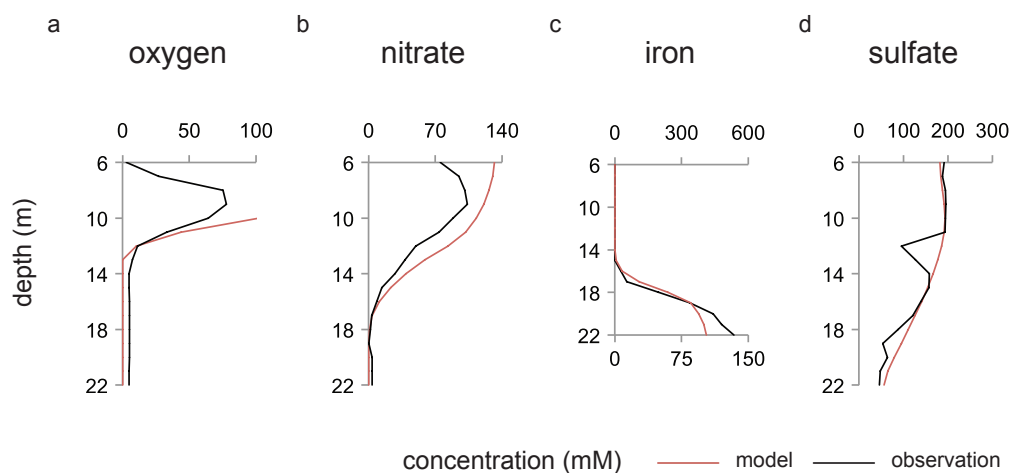 a
b
c
d
oxygen
nitrate
iron
sulfate
0 50 100
0 70 140
0 300 600
0 100 200 300
depth (m)
6
10
14
18
22
6
10
14
18
22
6
10
14
18
22
0 75 150
6
10
14
18
22
concentration (mM)
model
observation